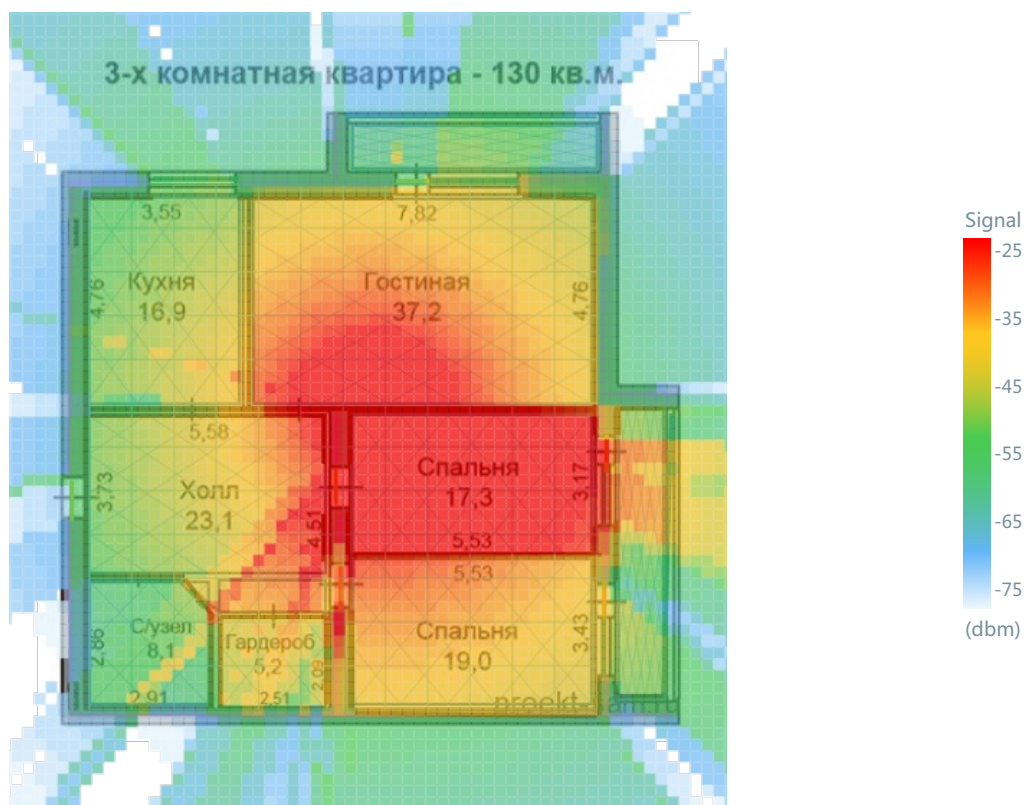 3-х комнатная квартира - 130 кв.м.
3,55
7,82
Кухня
16,9
4,76
Гостиная
37,2
4,76
5,58
Холл
23,1
3,73
4,51
Спальня
17,3
3,17
5,53
5,53
Спальня
19,0
3,43
С/узел
8,1
2,86
2,91
Гардероб
5,2
2,09
2,51
Signal
-25
-35
-45
-55
-65
-75
(dbm)